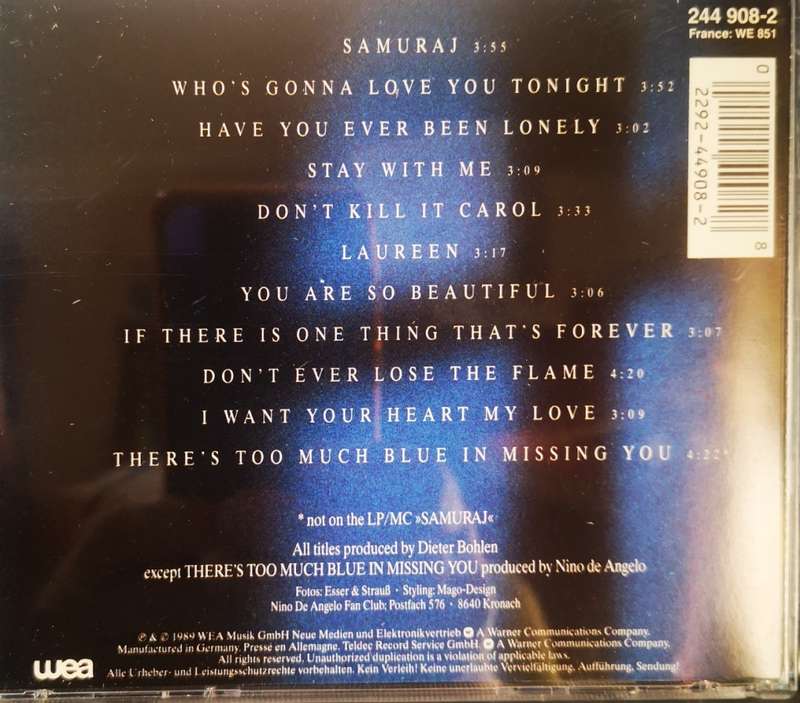 244 908-2
France: WE 851
0
2292-44908-2
8
SAMURAJ 3:55
WHO'S GONNA LOVE YOU TONIGHT 3:52
HAVE YOU EVER BEEN LONELY 3:02
STAY WITH ME 3:09
DON'T KILL IT CAROL 3:33
LAUREEN 3:17
YOU ARE SO BEAUTIFUL 3:06
IF THERE IS ONE THING THAT'S FOREVER 3:07
DON'T EVER LOSE THE FLAME 4:20
I WANT YOUR HEART MY LOVE 3:09
THERE'S TOO MUCH BLUE IN MISSING YOU 4:22*
* not on the LP/MC »SAMURAJ«
All titles produced by Dieter Bohlen
except THERE'S TOO MUCH BLUE IN MISSING YOU produced by Nino de Angelo
Fotos: Esser & Strauß · Styling: Mago-Design
Nino De Angelo Fan Club: Postfach 576 · 8640 Kronach
℗ & © 1989 WEA Musik GmbH Neue Medien und Elektronikvertrieb A Warner Communications Company.
Manufactured in Germany. Pressé en Allemagne. Teldec Record Service GmbH. A Warner Communications Company.
All rights reserved. Unauthorized duplication is a violation of applicable laws.
Alle Urheber- und Leistungsschutzrechte vorbehalten. Kein Verleih! Keine unerlaubte Vervielfältigung, Aufführung, Sendung!
wea